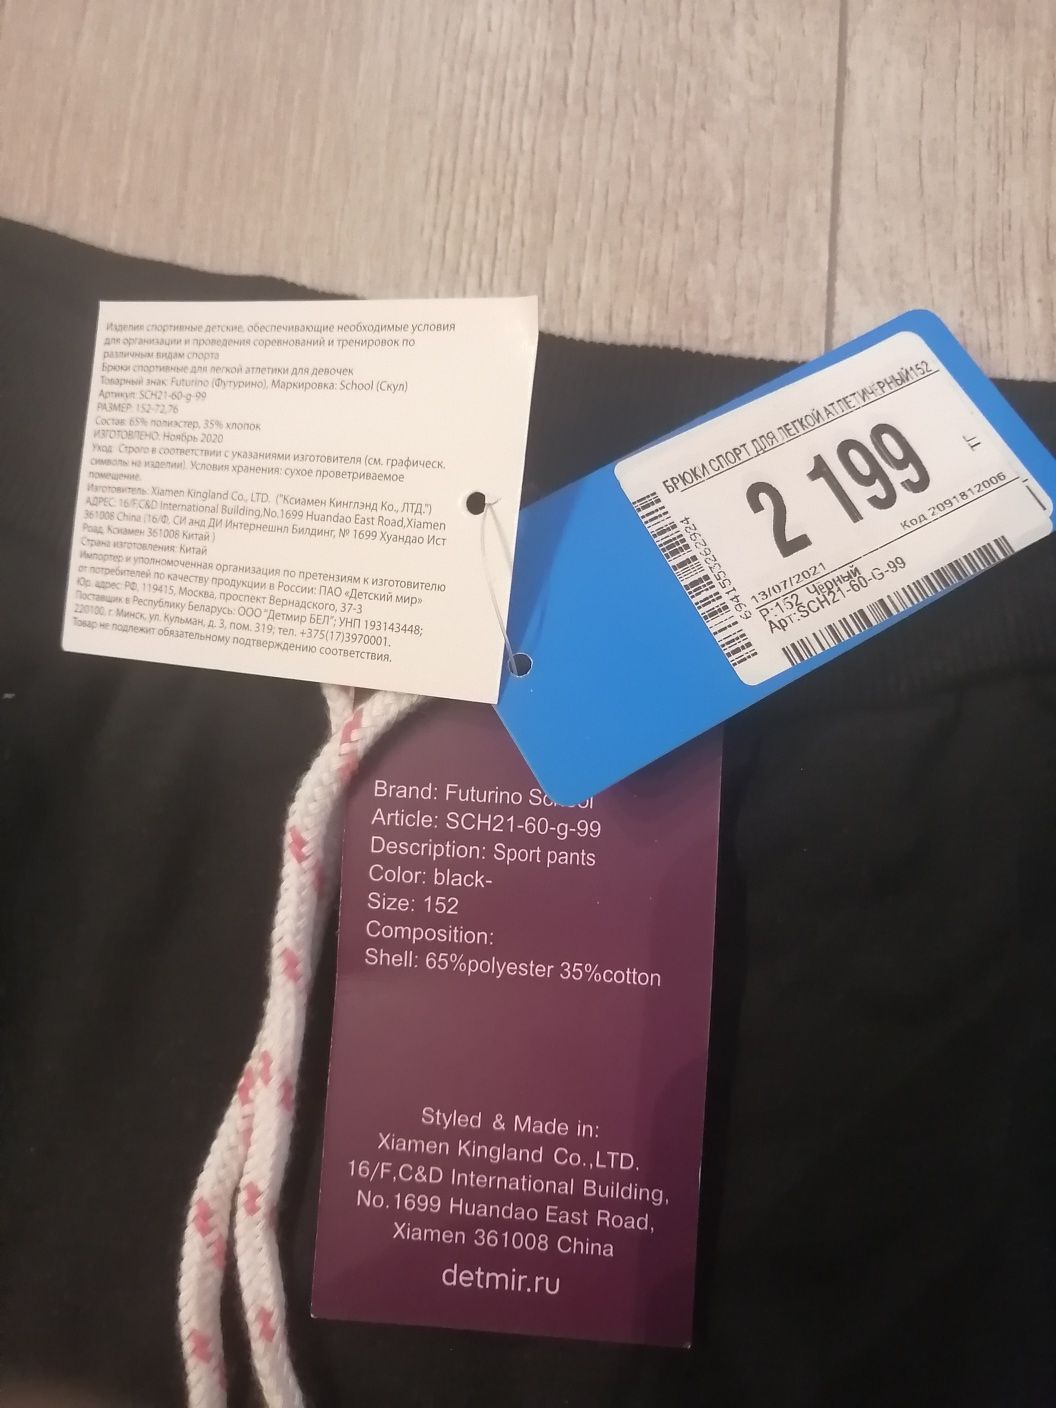 Изделия спортивные детские, обеспечивающие необходимые условия
для организации и проведения соревнований и тренировок по
различным видам спорта
Брюки спортивные для легкой атлетики для девочек
Товарный знак: Futurino (Футурино), Маркировка: School (Скул)
Артикул: SCH21-60-g-99
РАЗМЕР: 152-72,76
Состав: 65% полиэстер, 35% хлопок
ИЗГОТОВЛЕНО: Ноябрь 2020
Уход: Строго в соответствии с указаниями изготовителя (см. графическ.
символы на изделии). Условия хранения: сухое проветриваемое
помещение.
Изготовитель: Xiamen Kingland Co., LTD. ("Ксиамен Кинглэнд Ко., ЛТД.")
АДРЕС: 16/F,C&D International Building,No.1699 Huandao East Road,Xiamen
361008 China (16/Ф, СИ анд ДИ Интернешнл Билдинг, № 1699 Хуандао Ист
Роад, Ксиамен 361008 Китай )
Страна изготовления: Китай
Импортер и уполномоченная организация по претензиям к изготовителю
от потребителей по качеству продукции в России: ПАО «Детский мир»
Юр. адрес: РФ, 119415, Москва, проспект Вернадского, 37-3
Поставщик в Республику Беларусь: ООО "Детмир БЕЛ"; УНП 193143448;
220100, г. Минск, ул. Кульман, д. 3, пом. 319; тел. +375(17)3970001.
Товар не подлежит обязательному подтверждению соответствия.
БРЮКИ СПОРТ ДЛЯ ЛЕГКОЙ АТЛЕТИЧЕРНЫЙ152
2 199
ТГ
6941553262924
13/07/2021
Код 2091812006
Р:152 Чёрный
Арт:SCH21-60-G-99
Brand: Futurino School
Article: SCH21-60-g-99
Description: Sport pants
Color: black-
Size: 152
Composition:
Shell: 65%polyester 35%cotton
Styled & Made in:
Xiamen Kingland Co.,LTD.
16/F,C&D International Building,
No.1699 Huandao East Road,
Xiamen 361008 China
detmir.ru